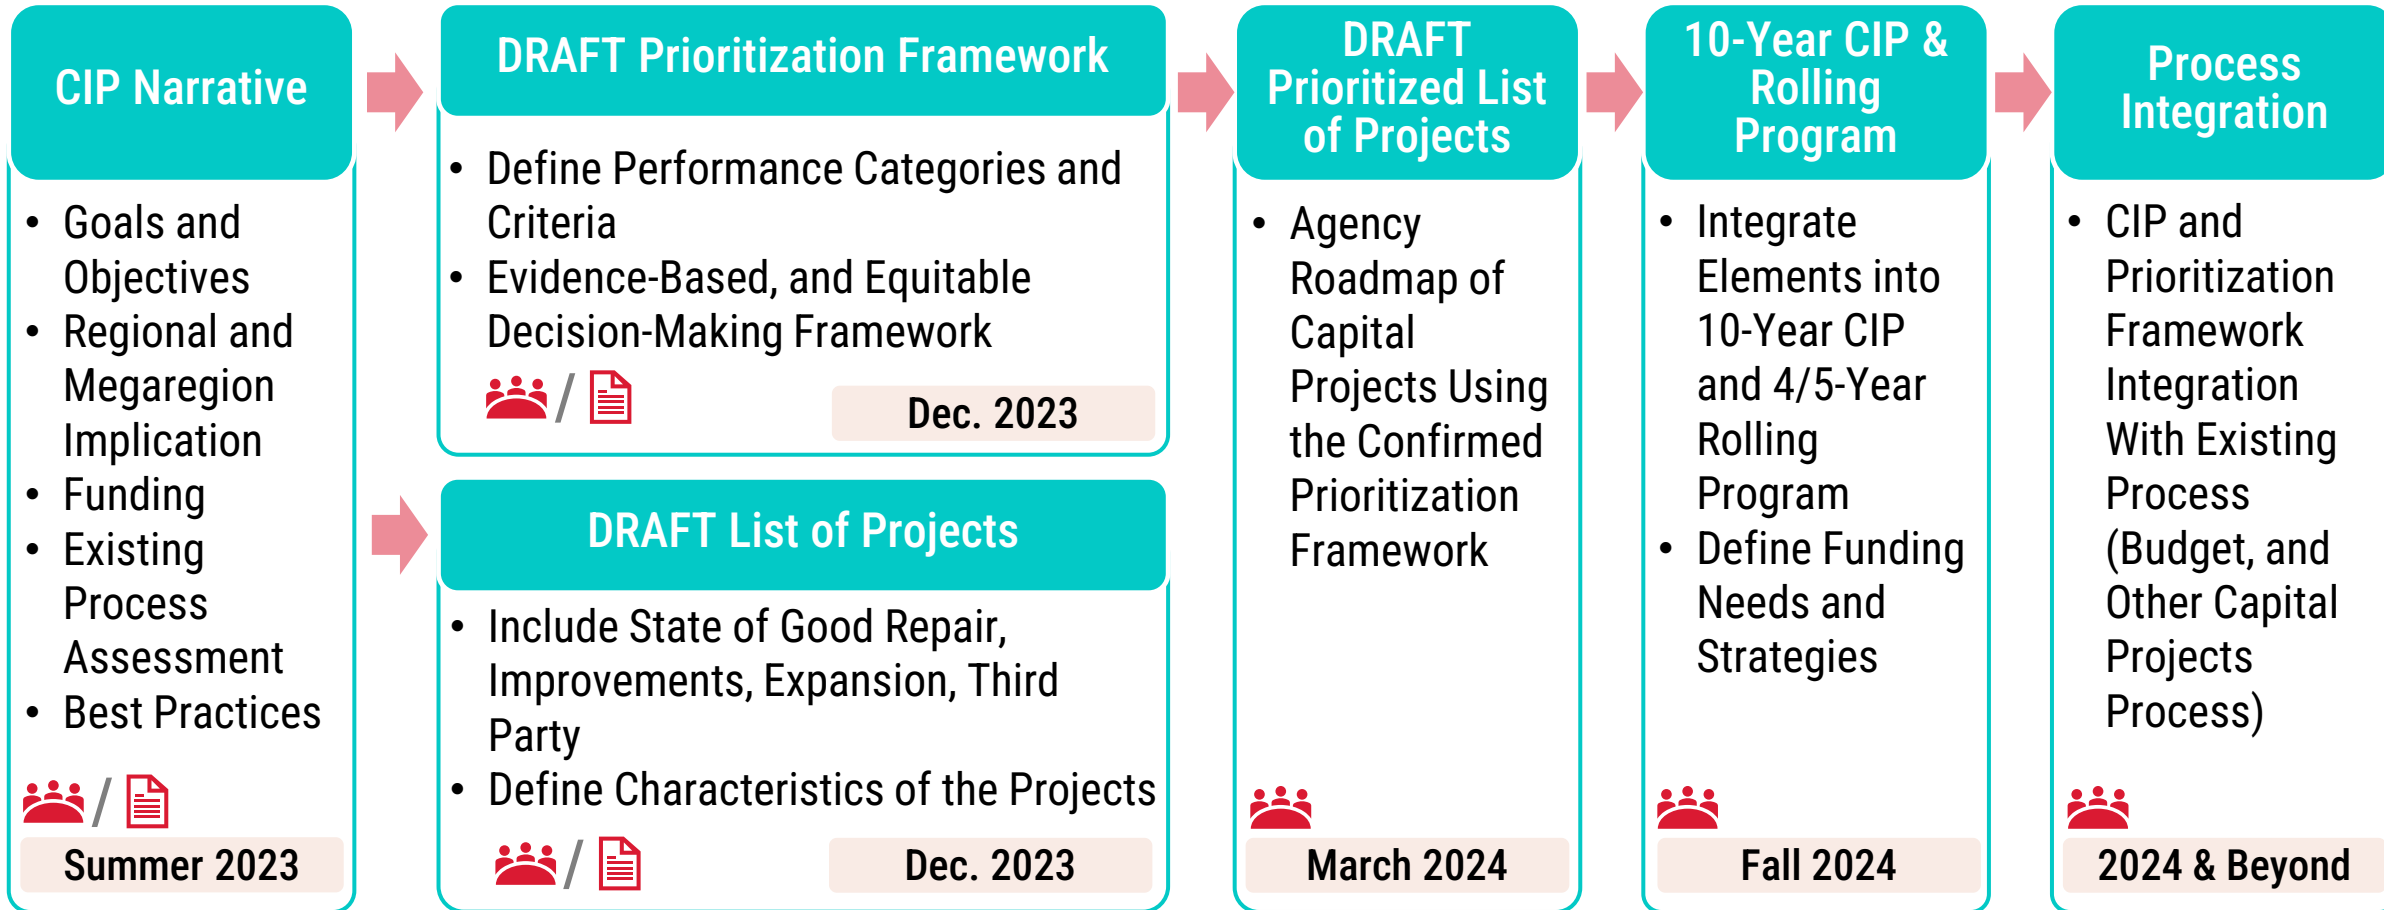 CIP Narrative
• Goals and
Objectives
• Regional and
Megaregion
Implication
• Funding
• Existing
Process
Assessment
• Best Practices
/
Summer 2023
DRAFT Prioritization Framework
• Define Performance Categories and
Criteria
• Evidence-Based, and Equitable
Decision-Making Framework
/
Dec. 2023
DRAFT List of Projects
• Include State of Good Repair,
Improvements, Expansion, Third
Party
• Define Characteristics of the Projects
/
Dec. 2023
DRAFT
Prioritized List
of Projects
• Agency
Roadmap of
Capital
Projects Using
the Confirmed
Prioritization
Framework
March 2024
10-Year CIP &
Rolling
Program
• Integrate
Elements into
10-Year CIP
and 4/5-Year
Rolling
Program
• Define Funding
Needs and
Strategies
Fall 2024
Process
Integration
• CIP and
Prioritization
Framework
Integration
With Existing
Process
(Budget, and
Other Capital
Projects
Process)
2024 & Beyond